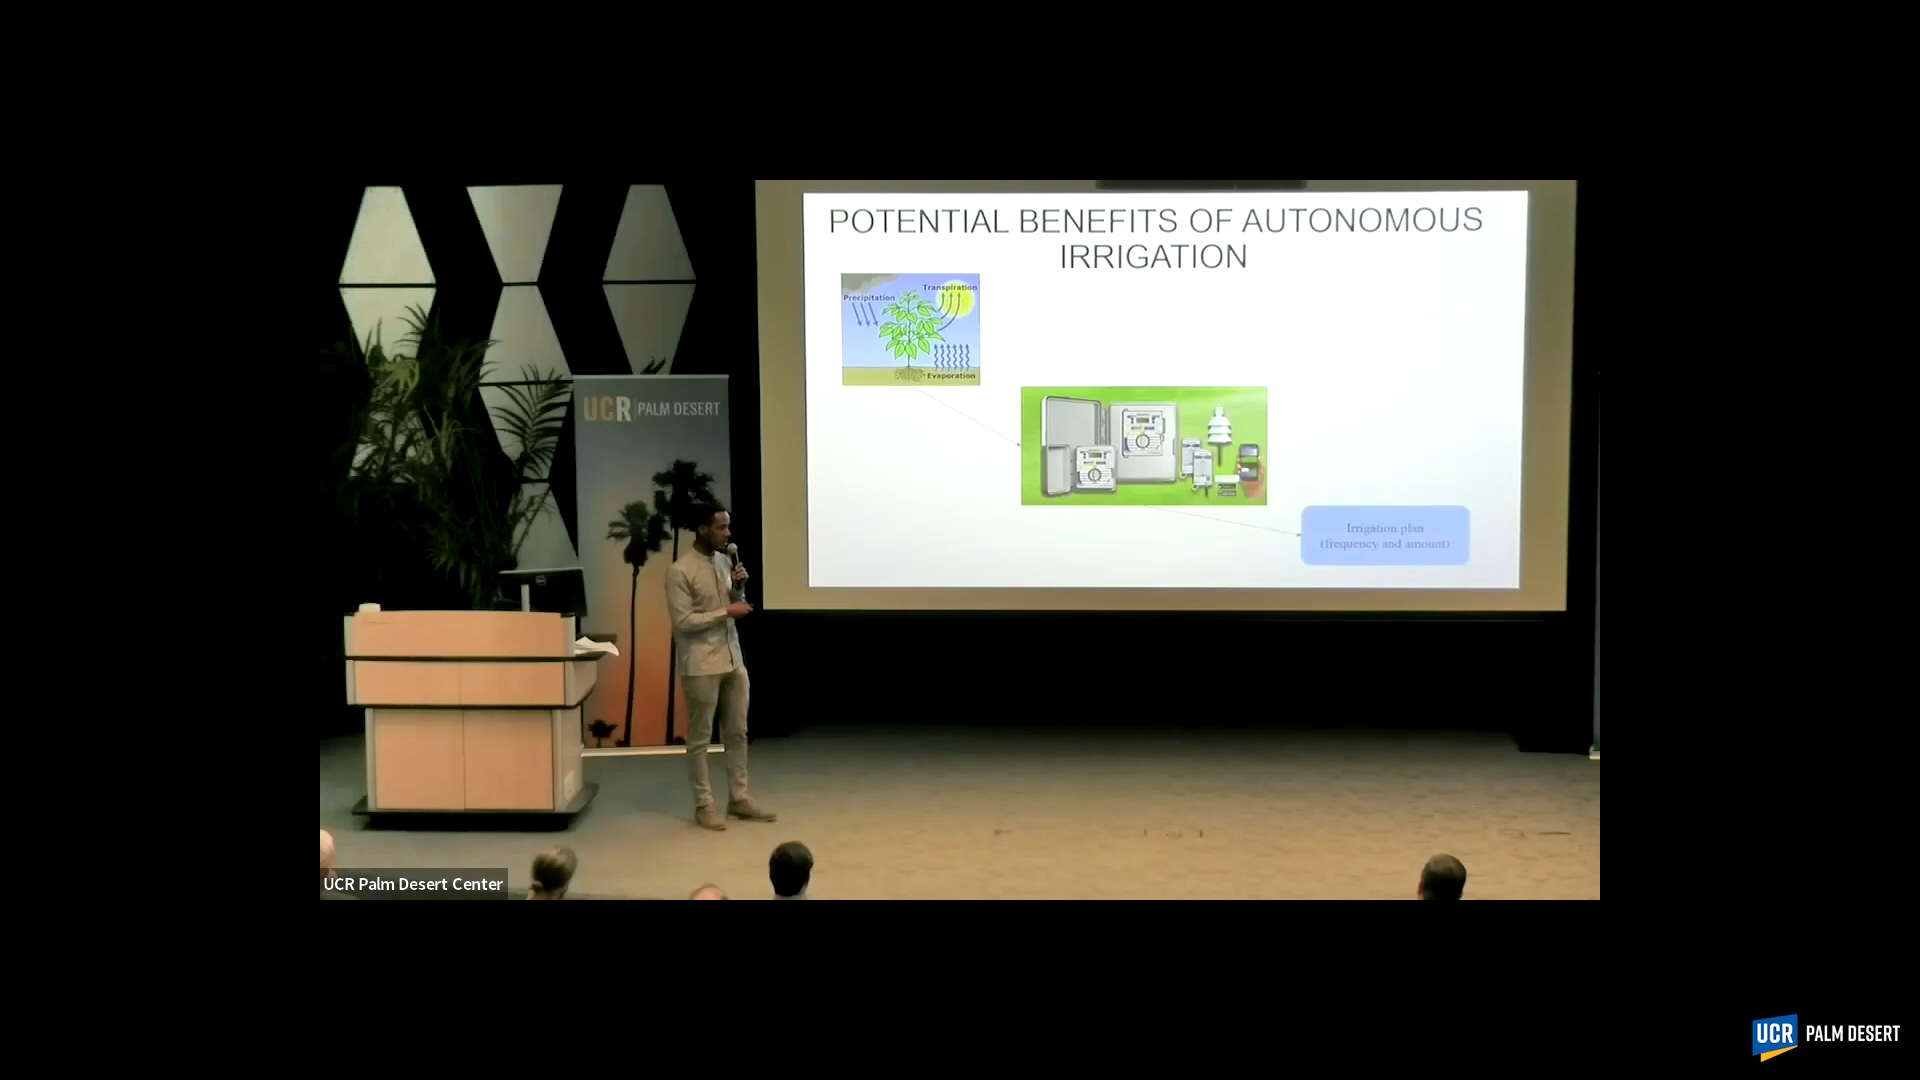 POTENTIAL BENEFITS OF AUTONOMOUS
IRRIGATION
Precipitation
Transpiration
Evaporation
Irrigation plan
(frequency and amount)
UCR PALM DESERT
UCR Palm Desert Center
UCR PALM DESERT